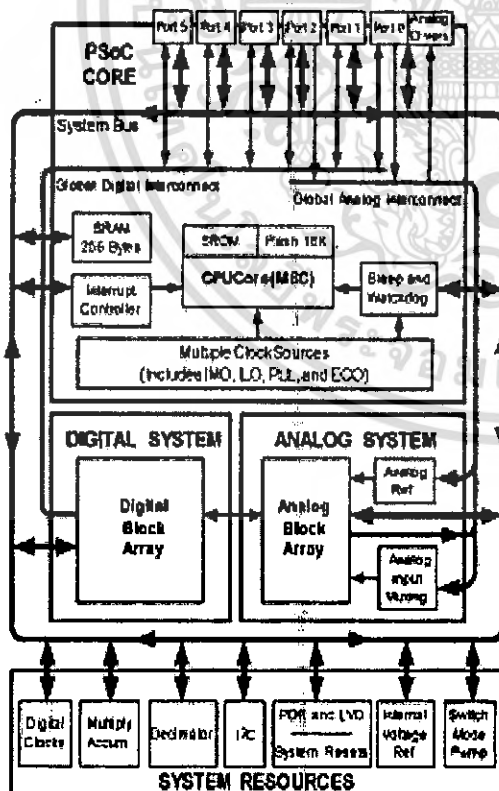 Port 5 Port 4 Port 3 Port 2 Port 1 Port 0 Analog Drivers
PSoC
CORE
System Bus
Global Digital Interconnect
Global Analog Interconnect
SRAM
256 Bytes
SROM Flash 16K
CPUCore(M8C)
Interrupt
Controller
Sleep and
Watchdog
Multiple Clock Sources
(Includes IMO, ILO, PLL, and ECO)
DIGITAL SYSTEM
ANALOG SYSTEM
Digital
Block
Array
Analog
Block
Array
Analog
Ref
Analog
Input
Muxing
Digital
Clocks
Multiply
Accum
Decimator
I2C
POR and LVD
System Resets
Internal
Voltage
Ref
Switch
Mode
Pump
SYSTEM RESOURCES